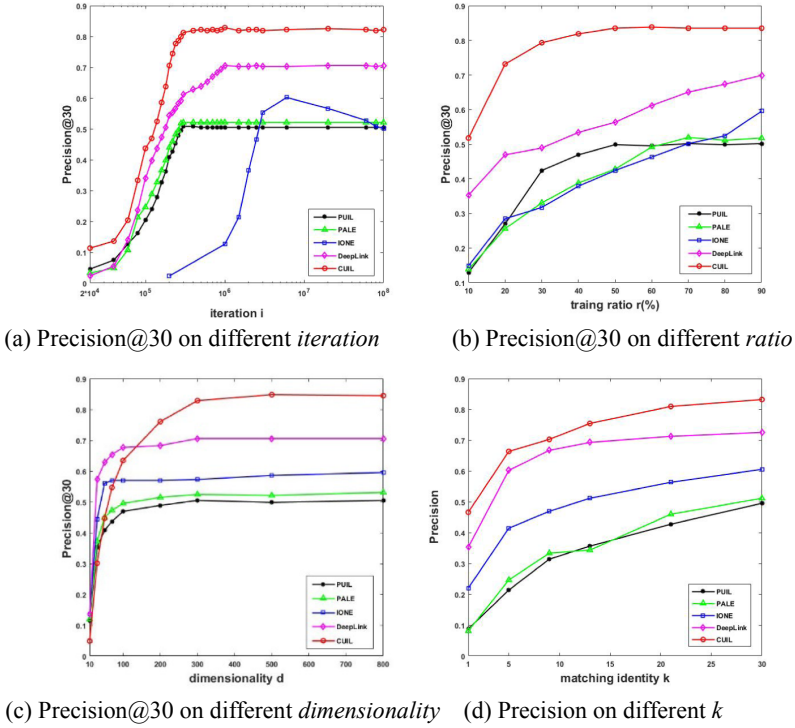 0.9
0.8
0.7
0.6
0.5
0.4
0.3
0.2
0.1
0
Precision@30
PUIL
PALE
IONE
DeepLink
CUIL
2*10^4 10^5 10^6 10^7 10^8
iteration i
(a) Precision@30 on different iteration
0.9
0.8
0.7
0.6
0.5
0.4
0.3
0.2
0.1
Precision@30
PUIL
PALE
IONE
DeepLink
CUIL
10 20 30 40 50 60 70 80 90
traing ratio r(%)
(b) Precision@30 on different ratio
0.9
0.8
0.7
0.6
0.5
0.4
0.3
0.2
0.1
0
Precision@30
PUIL
PALE
IONE
DeepLink
CUIL
10 100 200 300 400 500 600 700 800
dimensionality d
(c) Precision@30 on different dimensionality
0.9
0.8
0.7
0.6
0.5
0.4
0.3
0.2
0.1
0
Precision
PUIL
PALE
IONE
DeepLink
CUIL
1 5 10 15 20 25 30
matching identity k
(d) Precision on different k